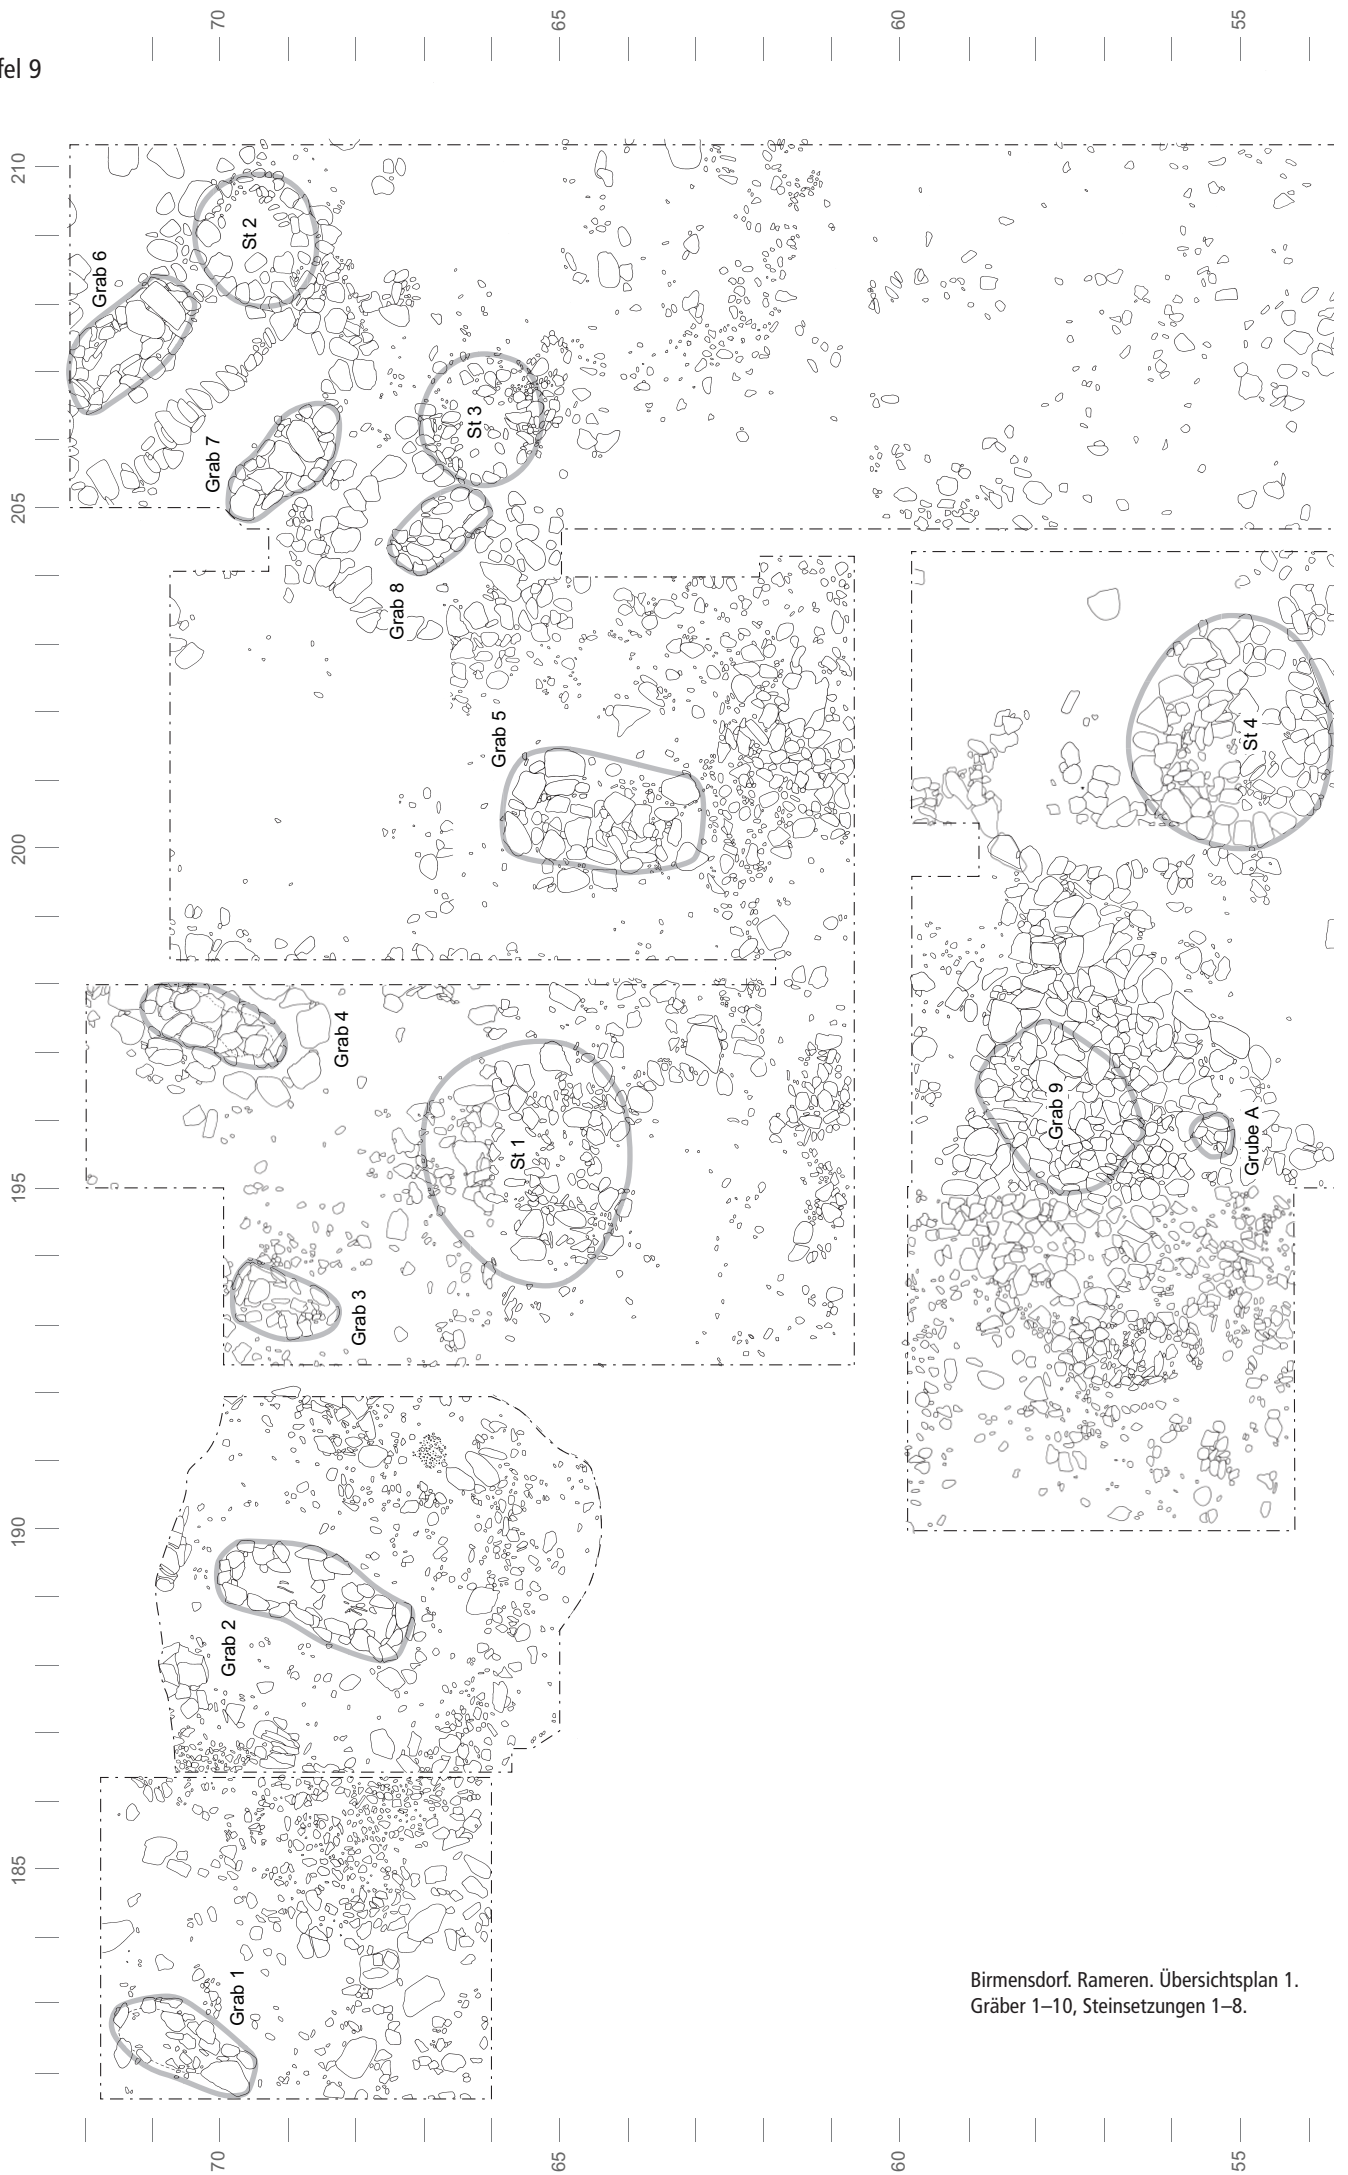 70
65
60
55
fel 9
210
205
200
195
190
185
Grab 6
St 2
Grab 7
St 3
Grab 8
Grab 5
St 4
Grab 4
Grab 9
St 1
Grube A
Grab 3
Grab 2
Grab 1
Birmensdorf. Rameren. Übersichtsplan 1.
Gräber 1–10, Steinsetzungen 1–8.
70
65
60
55